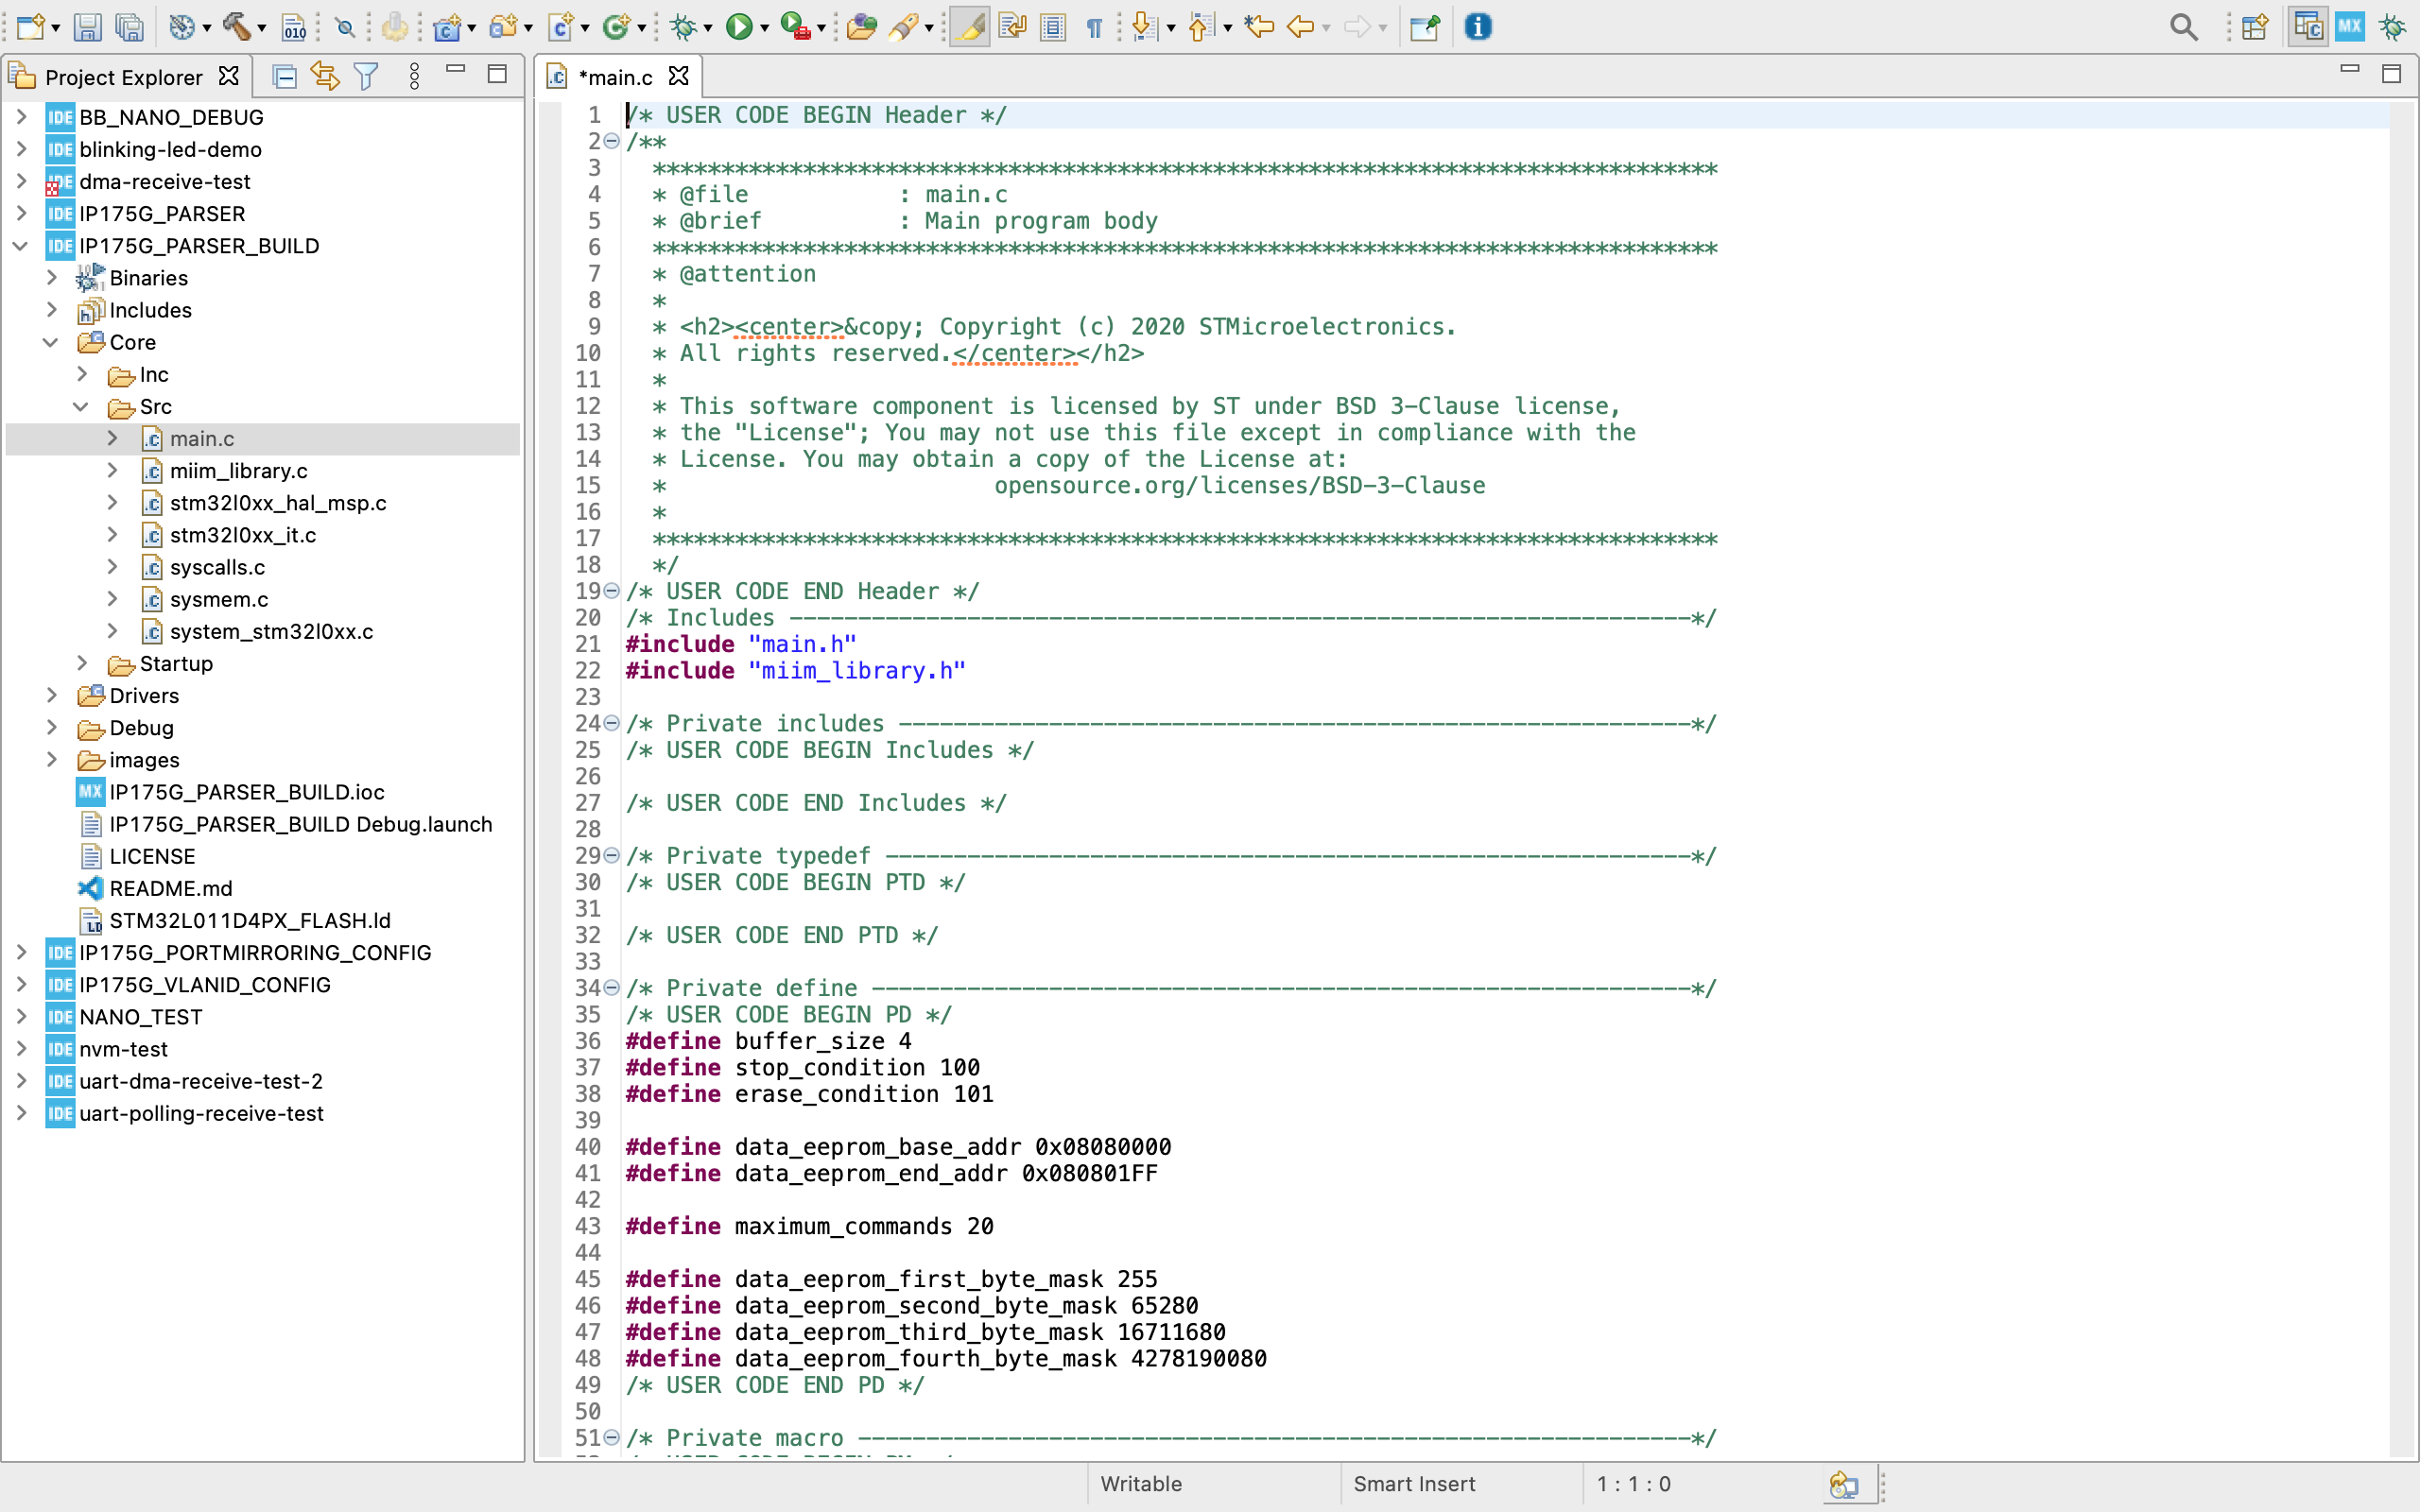 Project Explorer
BB_NANO_DEBUG
blinking-led-demo
dma-receive-test
IP175G_PARSER
IP175G_PARSER_BUILD
Binaries
Includes
Core
Inc
Src
main.c
miim_library.c
stm32l0xx_hal_msp.c
stm32l0xx_it.c
syscalls.c
sysmem.c
system_stm32l0xx.c
Startup
Drivers
Debug
images
IP175G_PARSER_BUILD.ioc
IP175G_PARSER_BUILD Debug.launch
LICENSE
README.md
STM32L011D4PX_FLASH.ld
IP175G_PORTMIRRORING_CONFIG
IP175G_VLANID_CONFIG
NANO_TEST
nvm-test
uart-dma-receive-test-2
uart-polling-receive-test
*main.c
1 /* USER CODE BEGIN Header */
2 /**
3 ******************************************************************************
4 * @file           : main.c
5 * @brief          : Main program body
6 ******************************************************************************
7 * @attention
8 *
9 * <h2><center>&copy; Copyright (c) 2020 STMicroelectronics.
10 * All rights reserved.</center></h2>
11 *
12 * This software component is licensed by ST under BSD 3-Clause license,
13 * the "License"; You may not use this file except in compliance with the
14 * License. You may obtain a copy of the License at:
15 *                        opensource.org/licenses/BSD-3-Clause
16 *
17 ******************************************************************************
18 */
19 /* USER CODE END Header */
20 /* Includes ------------------------------------------------------------------*/
21 #include "main.h"
22 #include "miim_library.h"
23
24 /* Private includes ----------------------------------------------------------*/
25 /* USER CODE BEGIN Includes */
26
27 /* USER CODE END Includes */
28
29 /* Private typedef -----------------------------------------------------------*/
30 /* USER CODE BEGIN PTD */
31
32 /* USER CODE END PTD */
33
34 /* Private define ------------------------------------------------------------*/
35 /* USER CODE BEGIN PD */
36 #define buffer_size 4
37 #define stop_condition 100
38 #define erase_condition 101
39
40 #define data_eeprom_base_addr 0x08080000
41 #define data_eeprom_end_addr 0x080801FF
42
43 #define maximum_commands 20
44
45 #define data_eeprom_first_byte_mask 255
46 #define data_eeprom_second_byte_mask 65280
47 #define data_eeprom_third_byte_mask 16711680
48 #define data_eeprom_fourth_byte_mask 4278190080
49 /* USER CODE END PD */
50
51 /* Private macro -------------------------------------------------------------*/
Writable
Smart Insert
1 : 1 : 0